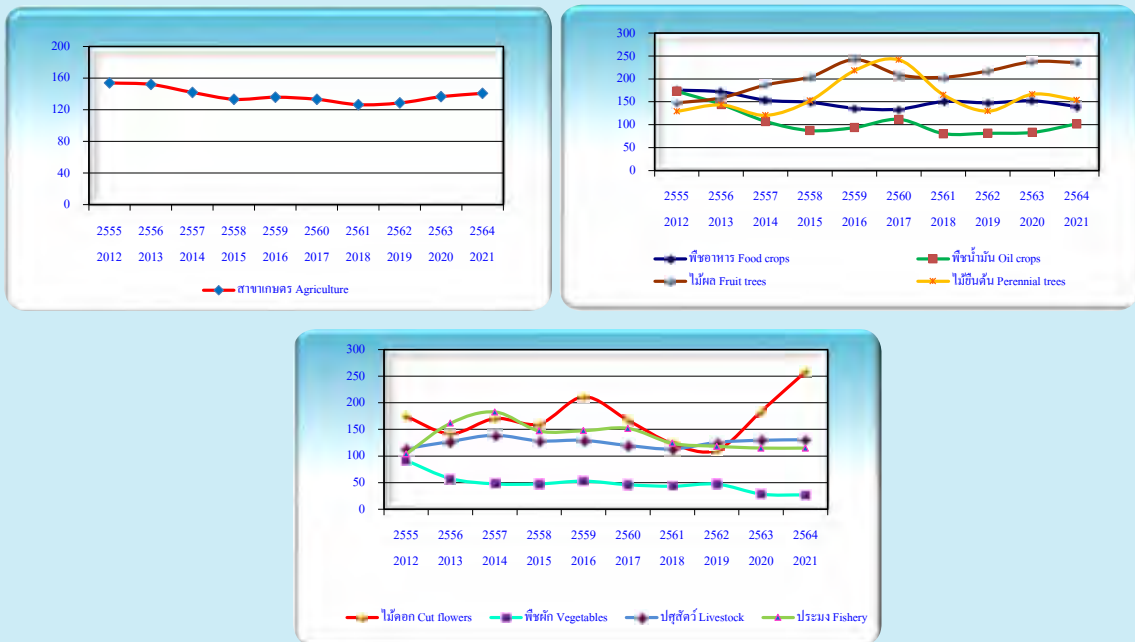 200
160
120
80
40
0
2555 2556 2557 2558 2559 2560 2561 2562 2563 2564
2012 2013 2014 2015 2016 2017 2018 2019 2020 2021
สาขาเกษตร Agriculture
300
250
200
150
100
50
0
2555 2556 2557 2558 2559 2560 2561 2562 2563 2564
2012 2013 2014 2015 2016 2017 2018 2019 2020 2021
พืชอาหาร Food crops พืชน้ำมัน Oil crops
ไม้ผล Fruit trees ไม้ยืนต้น Perennial trees
300
250
200
150
100
50
0
2555 2556 2557 2558 2559 2560 2561 2562 2563 2564
2012 2013 2014 2015 2016 2017 2018 2019 2020 2021
ไม้ดอก Cut flowers พืชผัก Vegetables ปศุสัตว์ Livestock ประมง Fishery